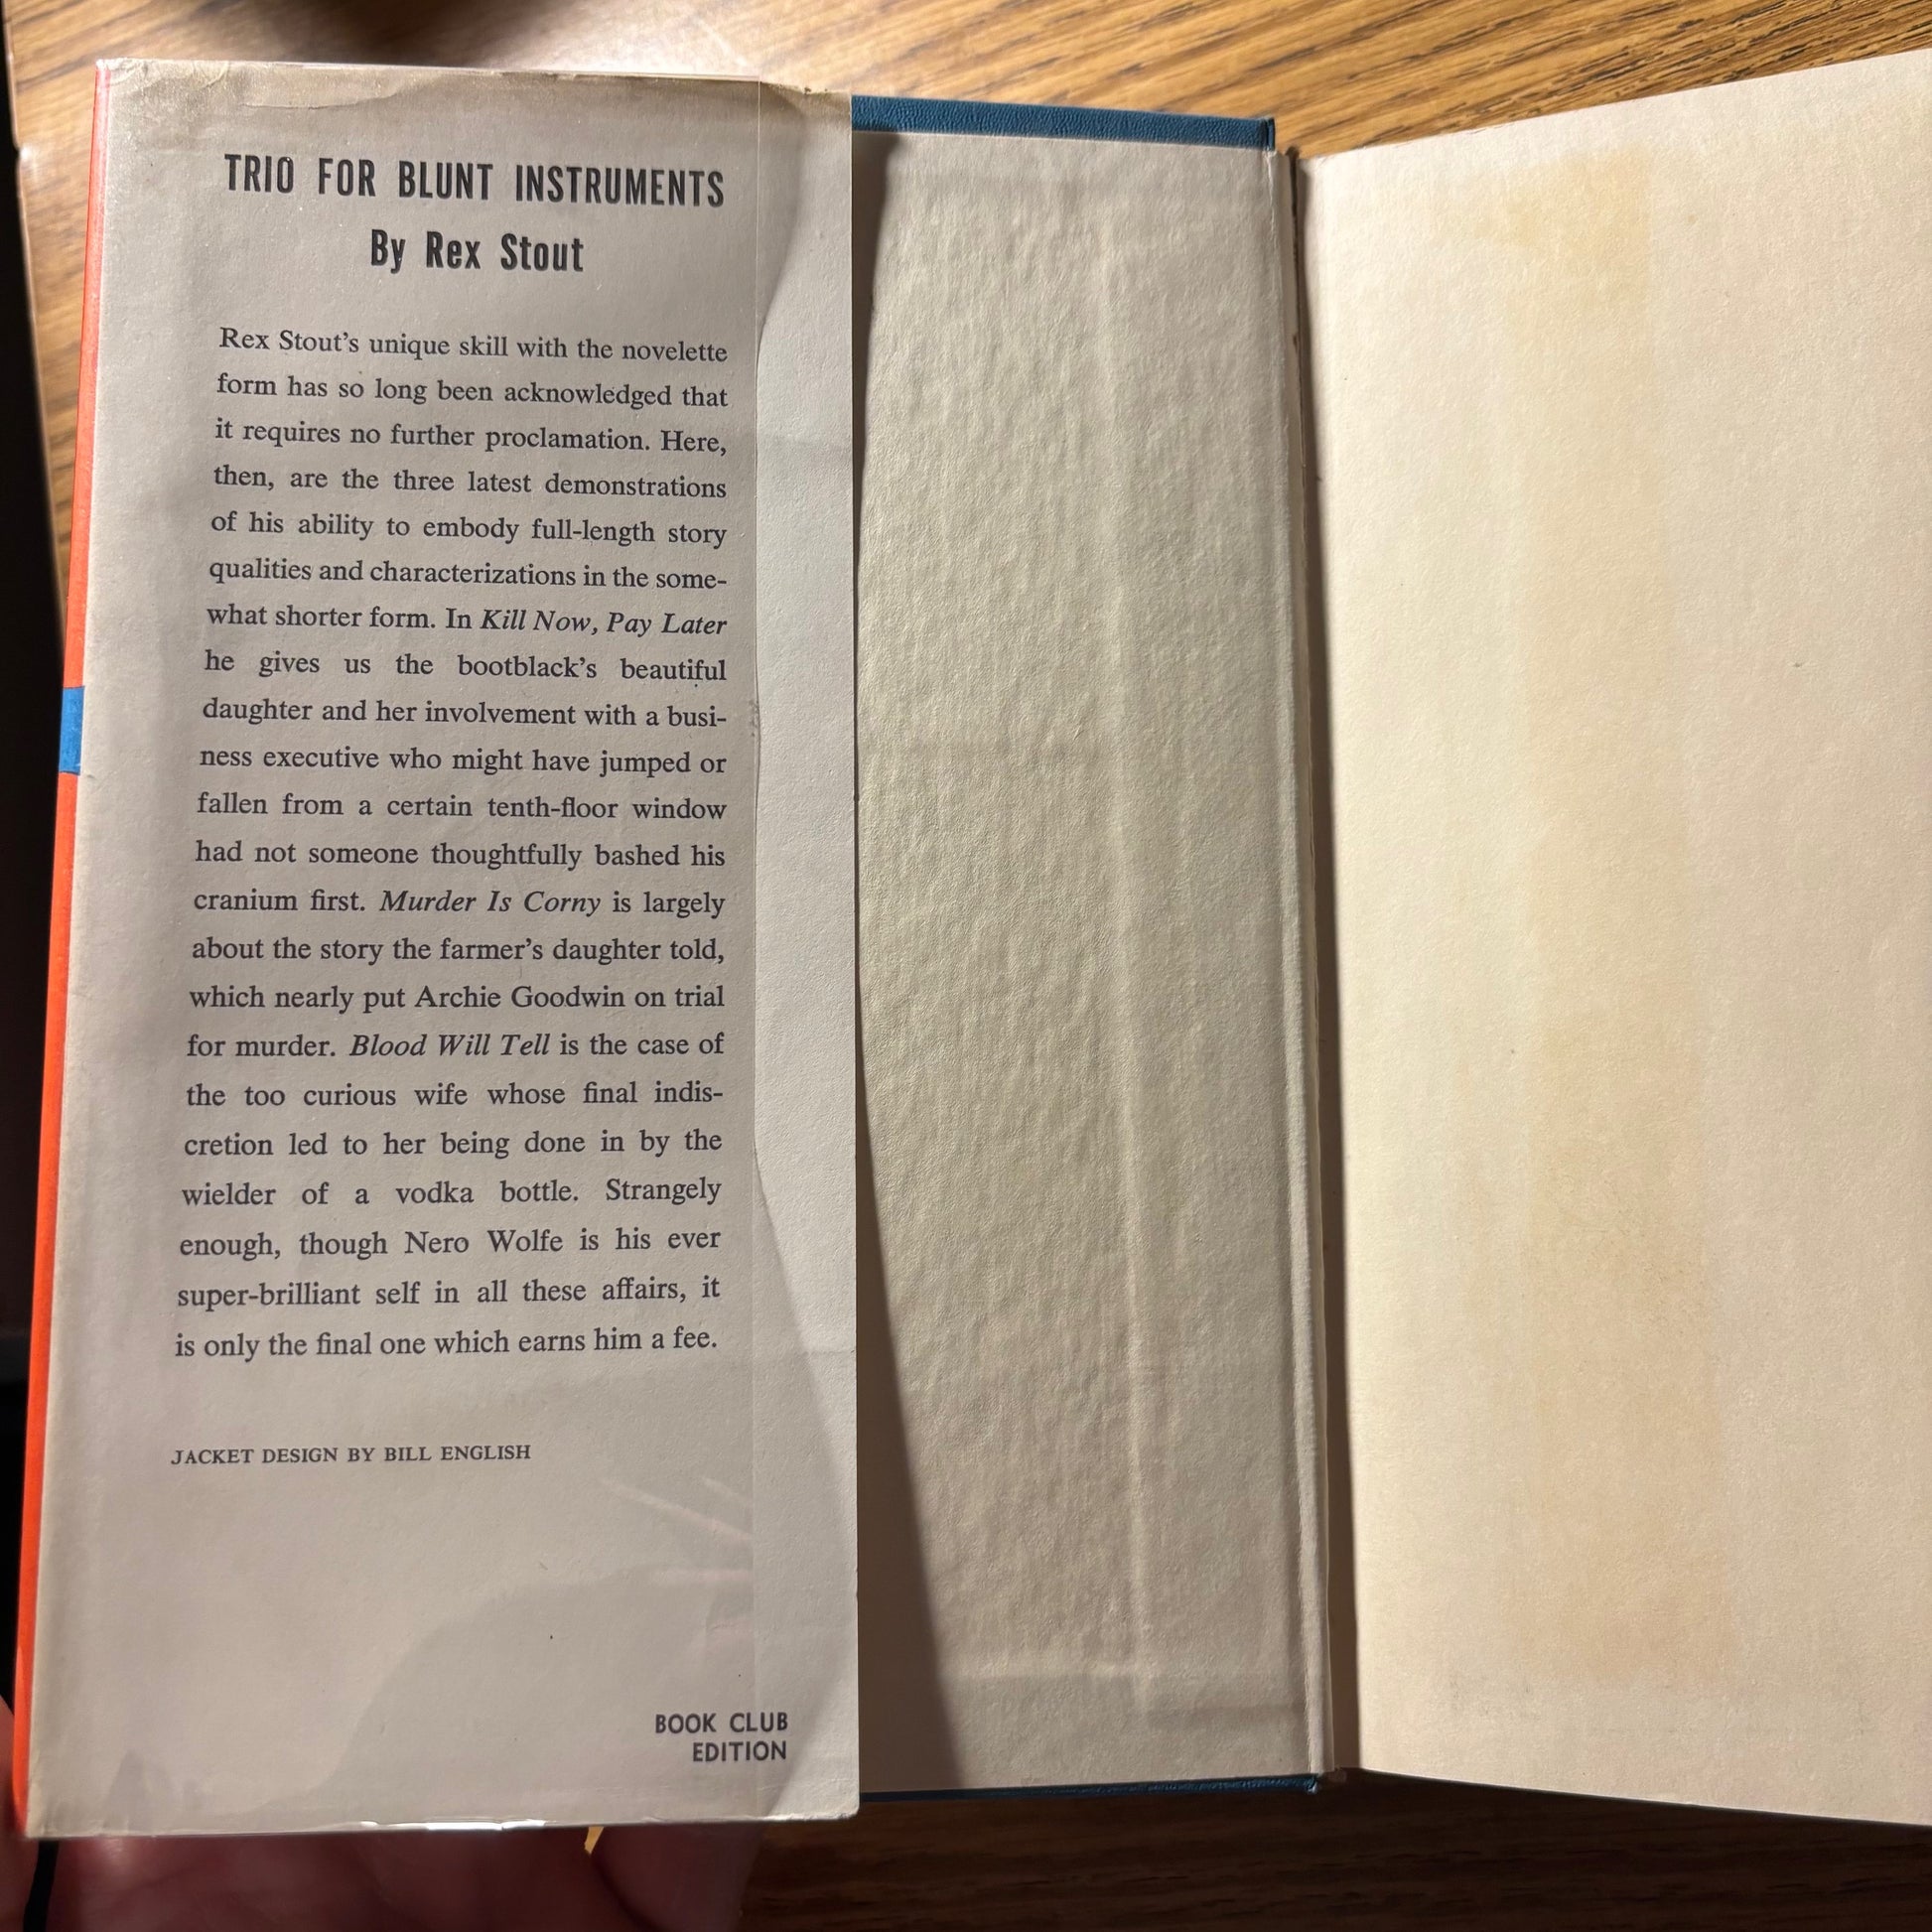 TRIO FOR BLUNT INSTRUMENTS
By Rex Stout
Rex Stout's unique skill with the novelette
form has so long been acknowledged that
it requires no further proclamation. Here,
then, are the three latest demonstrations
of his ability to embody full-length story
qualities and characterizations in the some-
what shorter form. In Kill Now, Pay Later
he gives us the bootblack's beautiful
daughter and her involvement with a busi-
ness executive who might have jumped or
fallen from a certain tenth-floor window
had not someone thoughtfully bashed his
cranium first. Murder Is Corny is largely
about the story the farmer's daughter told,
which nearly put Archie Goodwin on trial
for murder. Blood Will Tell is the case of
the too curious wife whose final indis-
cretion led to her being done in by the
wielder of a vodka bottle. Strangely
enough, though Nero Wolfe is his ever
super-brilliant self in all these affairs, it
is only the final one which earns him a fee.
JACKET DESIGN BY BILL ENGLISH
BOOK CLUB
EDITION